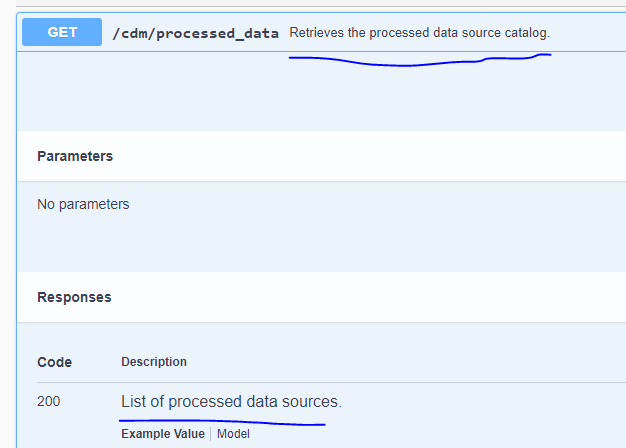 GET /cdm/processed_data Retrieves the processed data source catalog.
Parameters
No parameters
Responses
Code Description
200 List of processed data sources.
Example Value Model